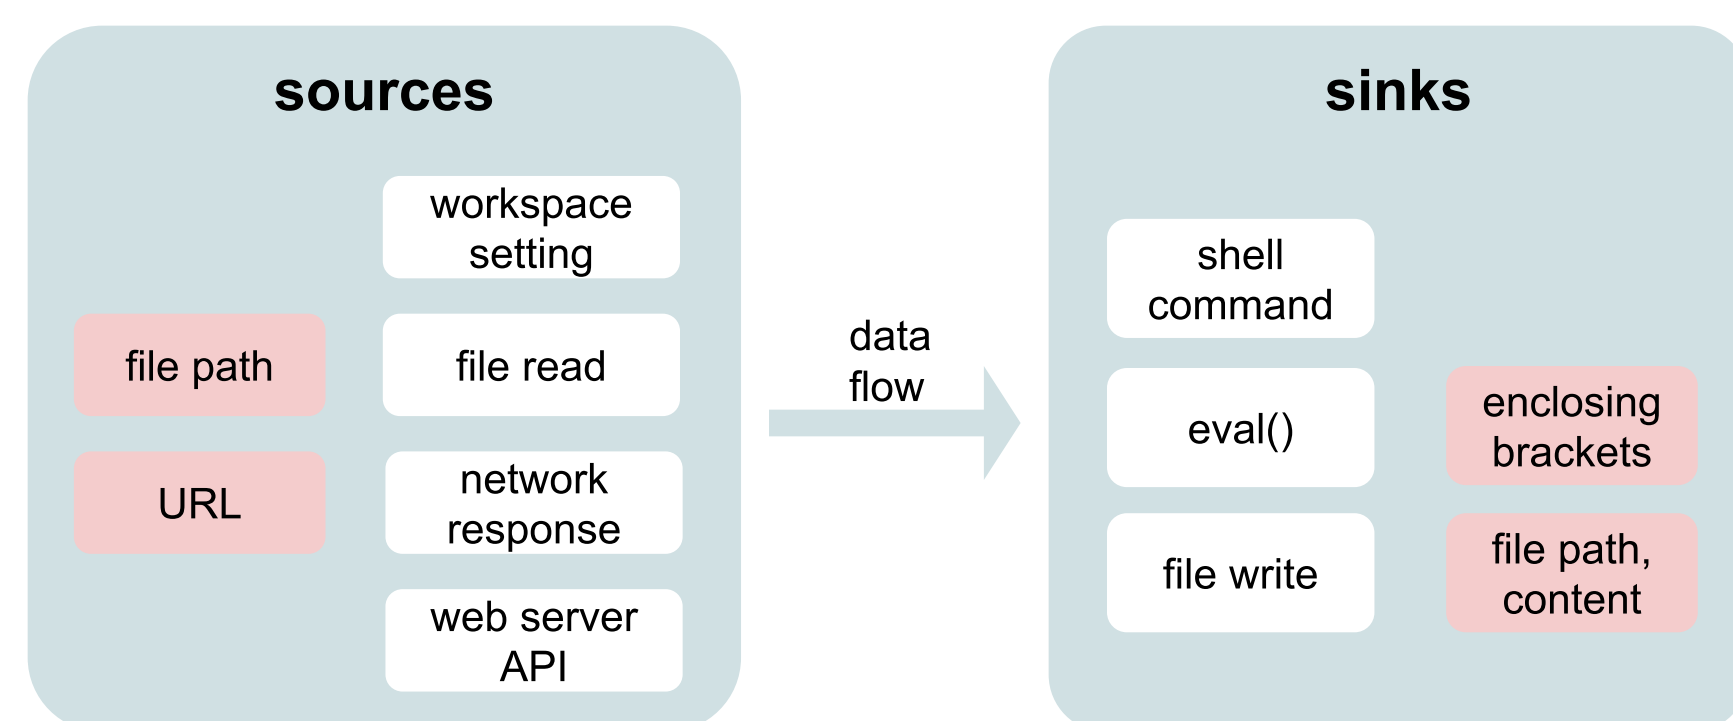 sources
workspace
setting
file path
file read
URL
network
response
web server
API
data
flow
sinks
shell
command
eval()
enclosing
brackets
file write
file path,
content